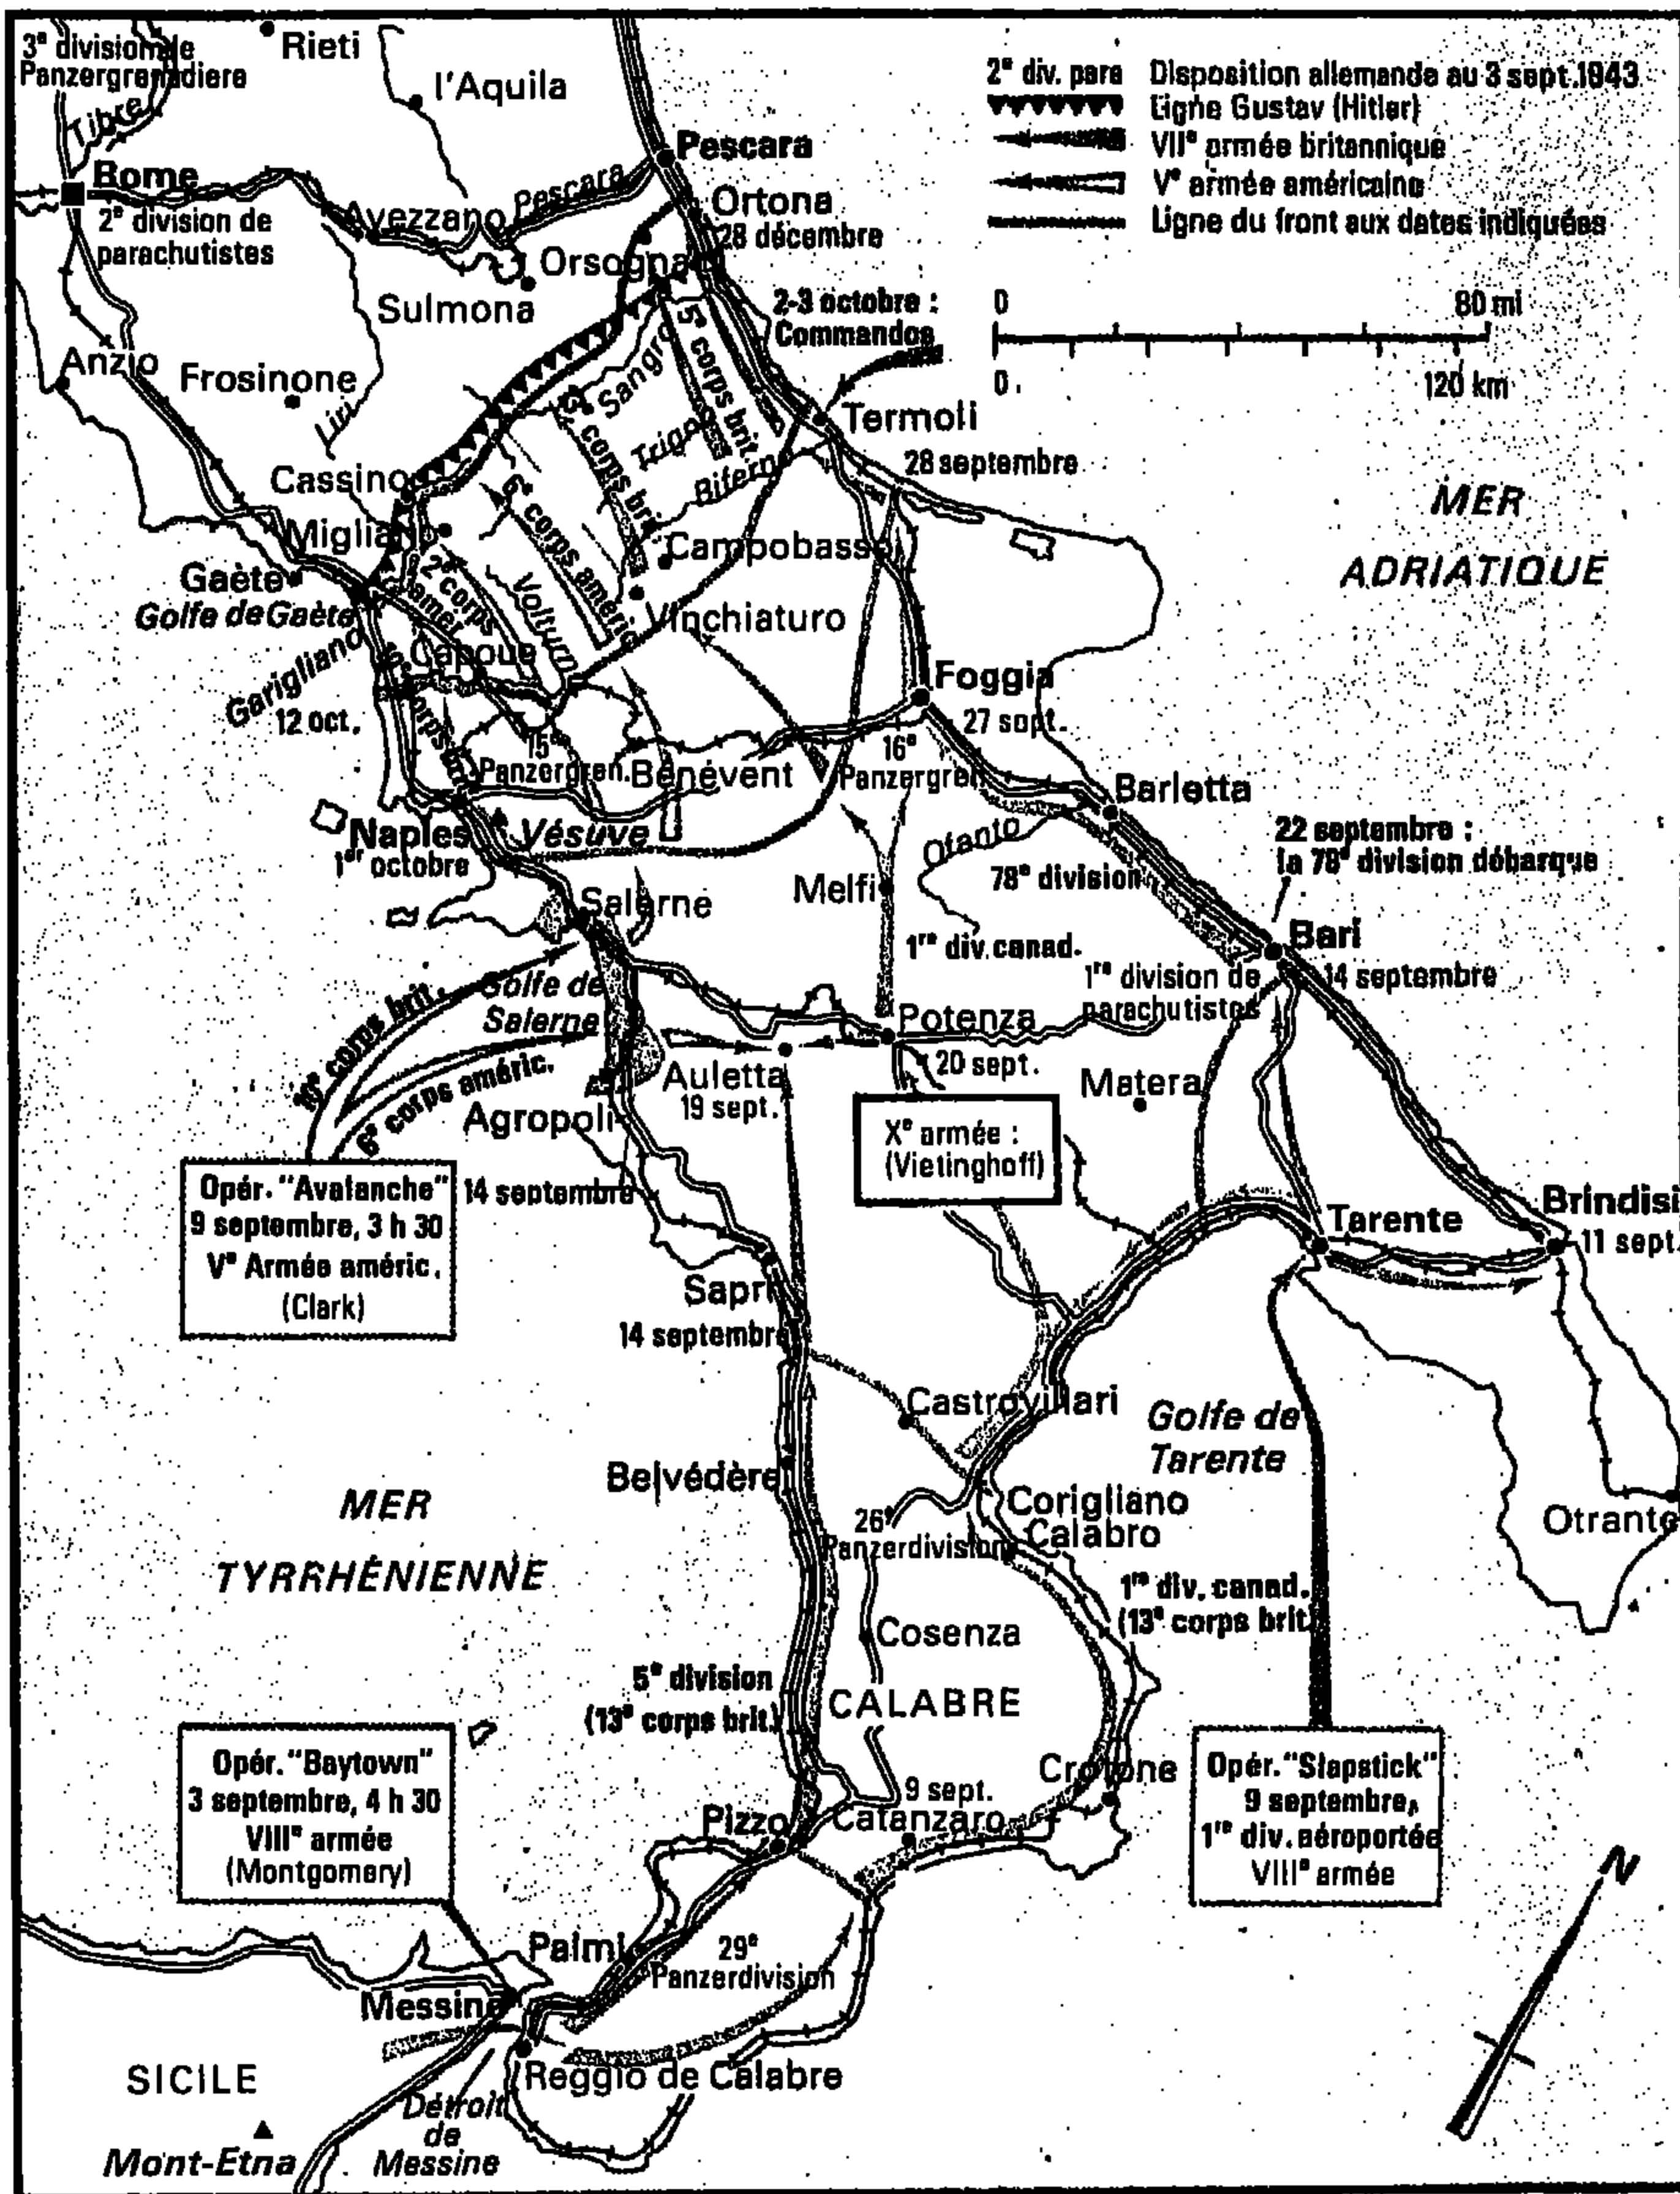 3e division de
Panzergrenadiere
Rieti
l'Aquila
Tibre
Rome
2e division de
parachutistes
Avezzano
Pescara
Pescara
Ortona
28 décembre
Orsogna
Sulmona
2e div. para Disposition allemande au 3 sept.1943
Ligne Gustav (Hitler)
VIIe armée britannique
Ve armée américaine
Ligne du front aux dates indiquées
0 80 mi
0 120 km
2-3 octobre :
Commandos
Anzio
Frosinone
Liri
Sangro
5e corps brit.
Trigno
Biferno
Termoli
28 septembre
Cassino
Mignano
6e corps améric.
Campobasso
Gaète
Golfe de Gaète
2e corps
Volturno
Vinchiaturo
MER
ADRIATIQUE
Garigliano
Capoue
12 oct.
Foggia
27 sept.
15e
Panzergren.
Bénévent
16e
Panzergren.
Barletta
Naples
1er octobre
Vésuve
Ofanto
22 septembre :
la 78e division débarque
Melfi
78e division
Salerne
1re div. canad.
Bari
14 septembre
1re division de
parachutistes
Golfe de
Salerne
10e corps brit.
6e corps améric.
Potenza
20 sept.
Auletta
19 sept.
Matera
Agropoli
14 septembre
Xe armée :
(Vietinghoff)
Opér. "Avalanche"
9 septembre, 3 h 30
Ve Armée améric.
(Clark)
Brindisi
11 sept.
Tarente
Sapri
14 septembre
Castrovillari
Golfe de
Tarente
Belvédère
Corigliano
Calabro
MER
TYRRHÉNIENNE
26e
Panzerdivision
Otrante
1re div. canad.
(13e corps brit.)
Cosenza
5e division
(13e corps brit.)
CALABRE
Opér. "Baytown"
3 septembre, 4 h 30
VIIIe armée
(Montgomery)
Crotone
9 sept.
Catanzaro
Pizzo
Opér. "Slapstick"
9 septembre,
1re div. aéroportée
VIIIe armée
N
Palmi
29e
Panzerdivision
Messine
Reggio de Calabre
SICILE
Détroit
de
Messine
Mont-Etna